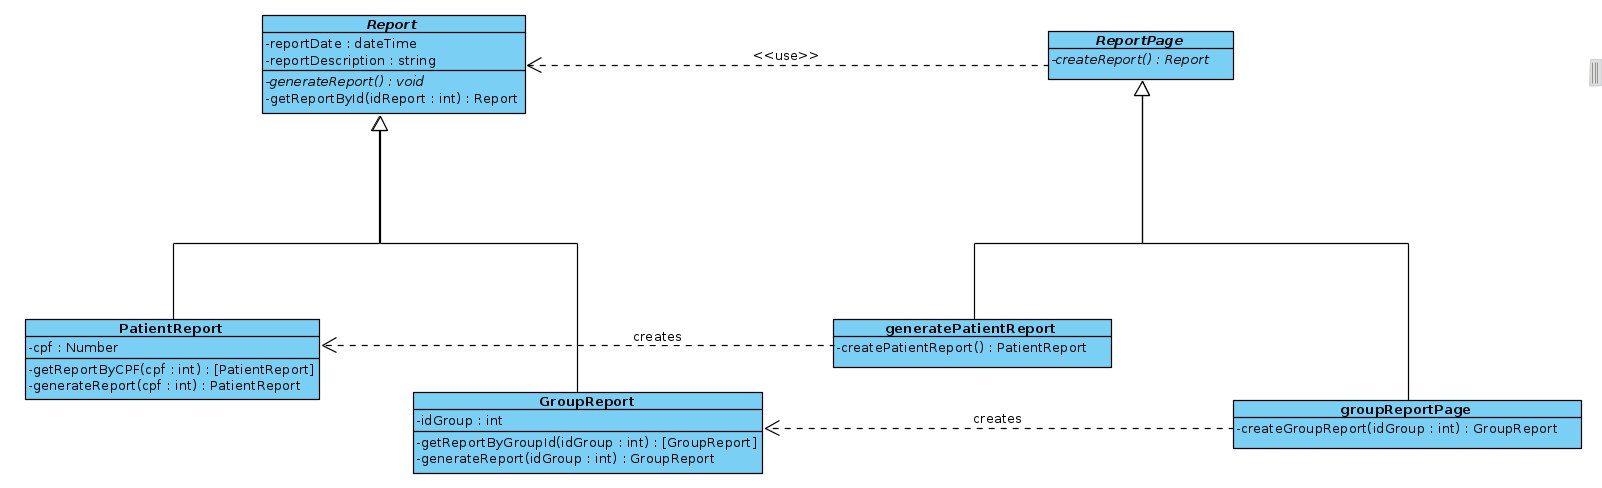 Report
-reportDate : dateTime
-reportDescription : string
-generateReport() : void
-getReportById(idReport : int) : Report
<<use>>
ReportPage
-createReport() : Report
PatientReport
-cpf : Number
-getReportByCPF(cpf : int) : [PatientReport]
-generateReport(cpf : int) : PatientReport
creates
generatePatientReport
-createPatientReport() : PatientReport
GroupReport
-idGroup : int
-getReportByGroupId(idGroup : int) : [GroupReport]
-generateReport(idGroup : int) : GroupReport
creates
groupReportPage
-createGroupReport(idGroup : int) : GroupReport